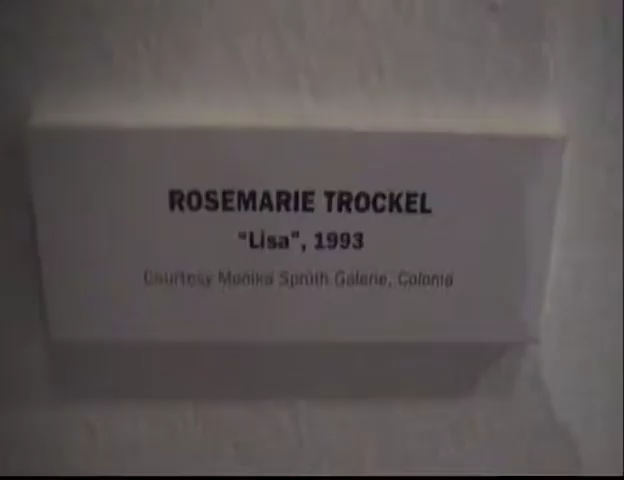 ROSEMARIE TROCKEL
"Lisa", 1993
Courtesy Monika Sprüth Galerie, Colonia